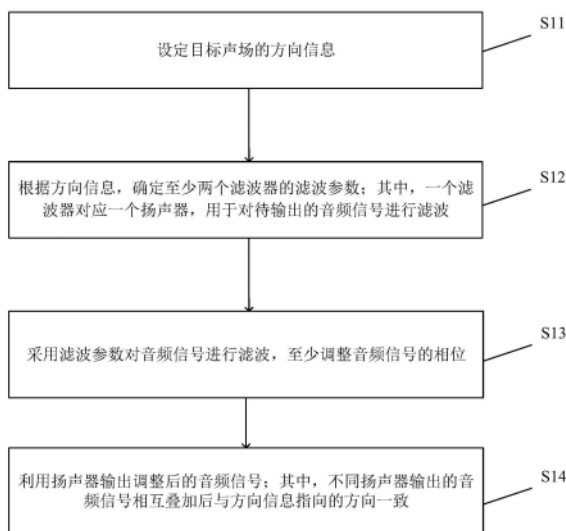 设定目标声场的方向信息
S11
根据方向信息，确定至少两个滤波器的滤波参数；其中，一个滤
波器对应一个扬声器，用于对待输出的音频信号进行滤波
S12
采用滤波参数对音频信号进行滤波，至少调整音频信号的相位
S13
利用扬声器输出调整后的音频信号；其中，不同扬声器输出的音
频信号相互叠加后与方向信息指向的方向一致
S14